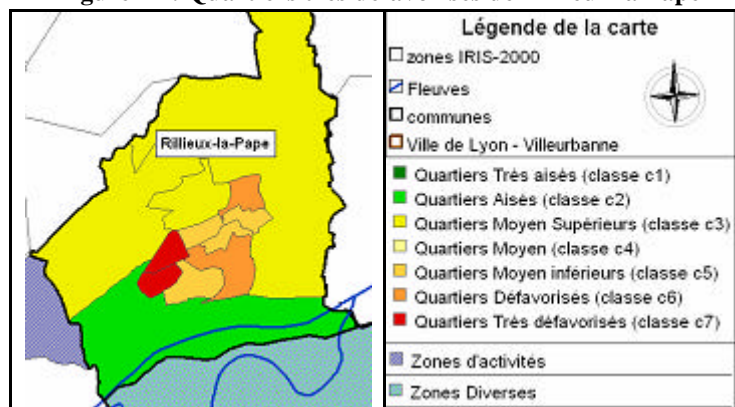 Rillieux-la-Pape
Légende de la carte
zones IRIS-2000
Fleuves
communes
Ville de Lyon - Villeurbanne
Quartiers Très aisés (classe c1)
Quartiers Aisés (classe c2)
Quartiers Moyen Supérieurs (classe c3)
Quartiers Moyen (classe c4)
Quartiers Moyen inférieurs (classe c5)
Quartiers Défavorisés (classe c6)
Quartiers Très défavorisés (classe c7)
Zones d'activités
Zones Diverses